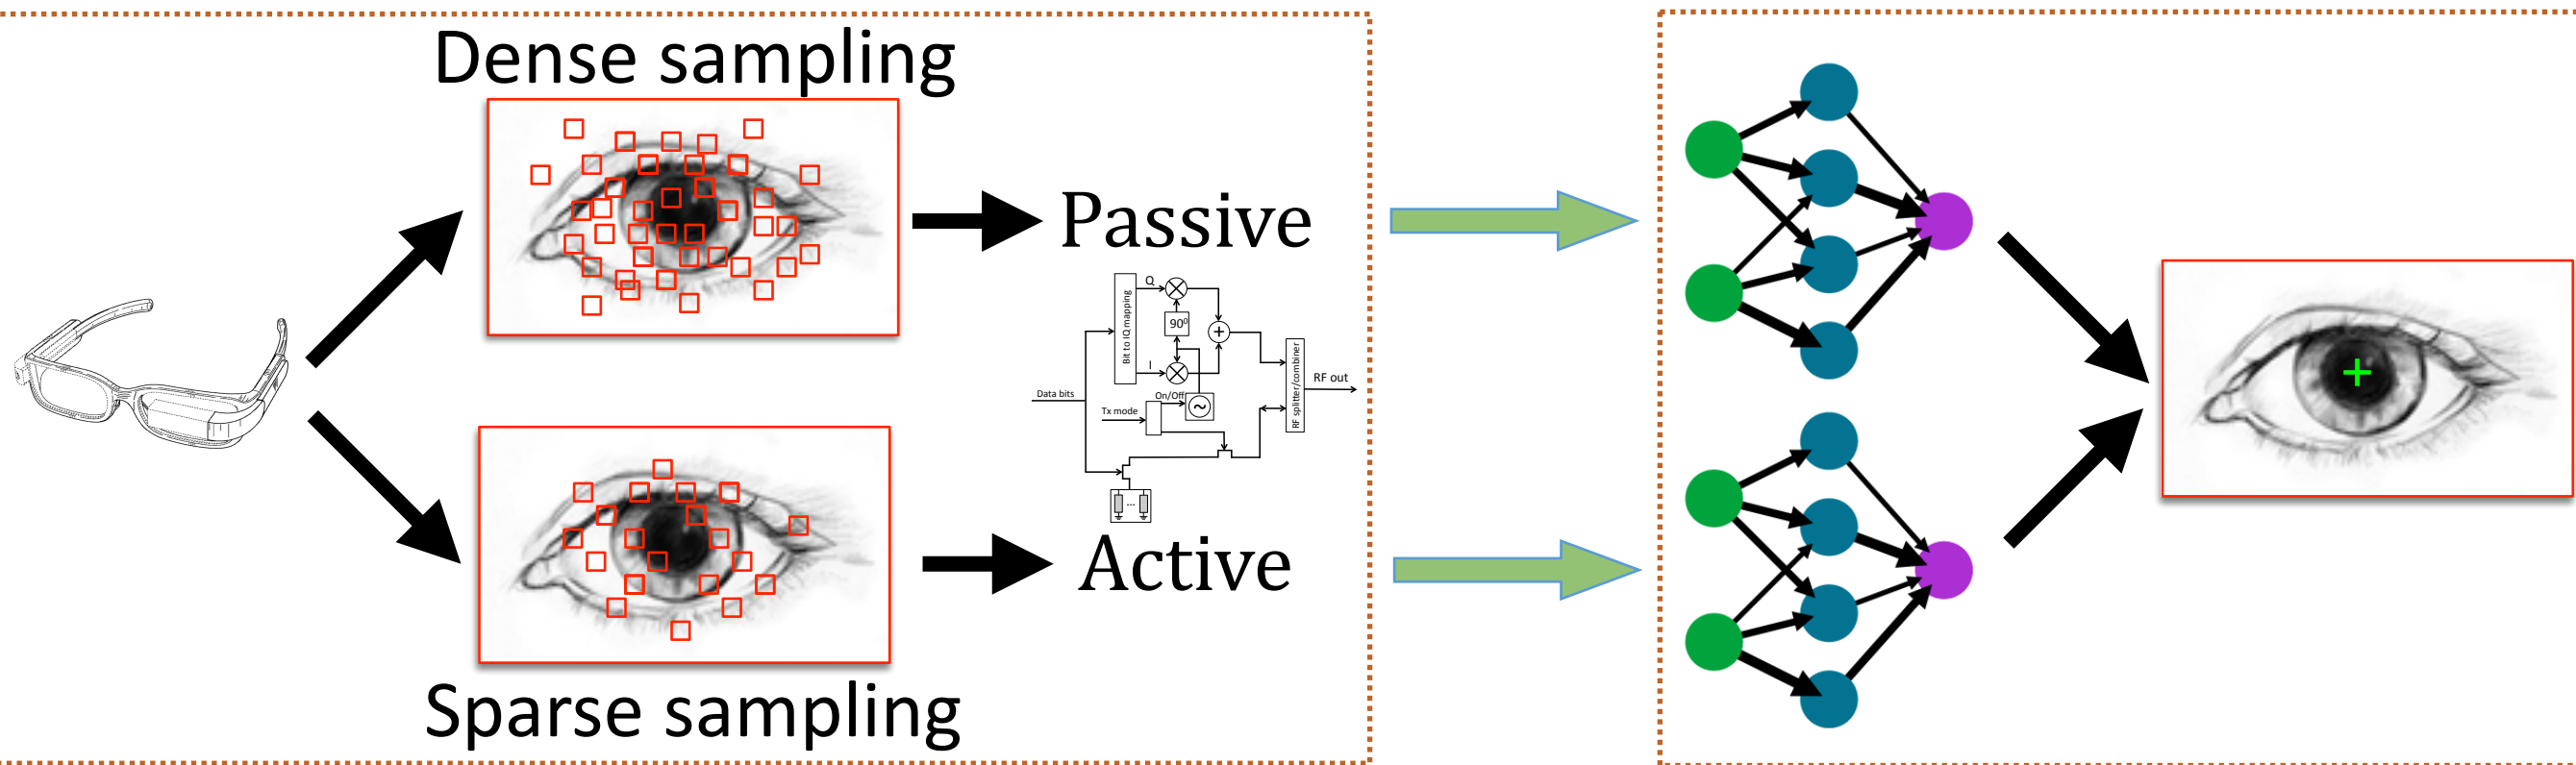 Dense sampling
Passive
Bit to IQ mapping
Q
90⁰
+
I
Data bits
On/Off
~
Tx mode
RF splitter/combiner
RF out
...
Active
Sparse sampling